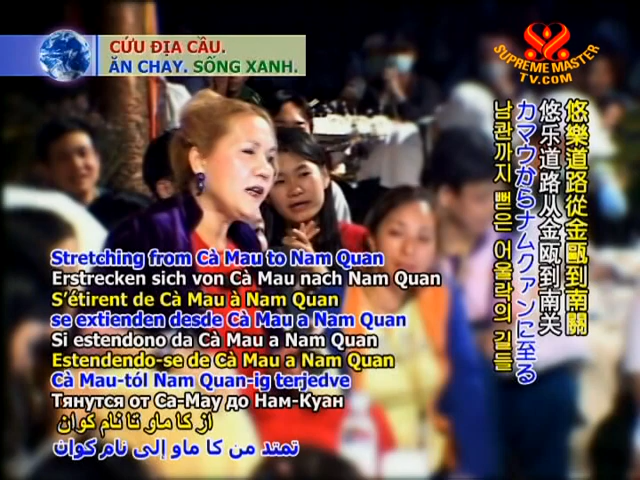 CỨU ĐỊA CẦU.
ĂN CHAY. SỐNG XANH.
SUPREME MASTER
TV.COM
悠樂道路從金甌到南關
悠乐道路从金瓯到南关
カマウからナムクァンに至る
남관까지 뻗은 어울락의 길들
Stretching from Cà Mau to Nam Quan
Erstrecken sich von Cà Mau nach Nam Quan
S'étirent de Cà Mau à Nam Quan
se extienden desde Cà Mau a Nam Quan
Si estendono da Cà Mau a Nam Quan
Estendendo-se de Cà Mau a Nam Quan
Cà Mau-tól Nam Quan-ig terjedve
Тянутся от Са-Мау до Нам-Куан
از کا ماو تا نام کوان
تمتد من كا ماو إلى نام كوان